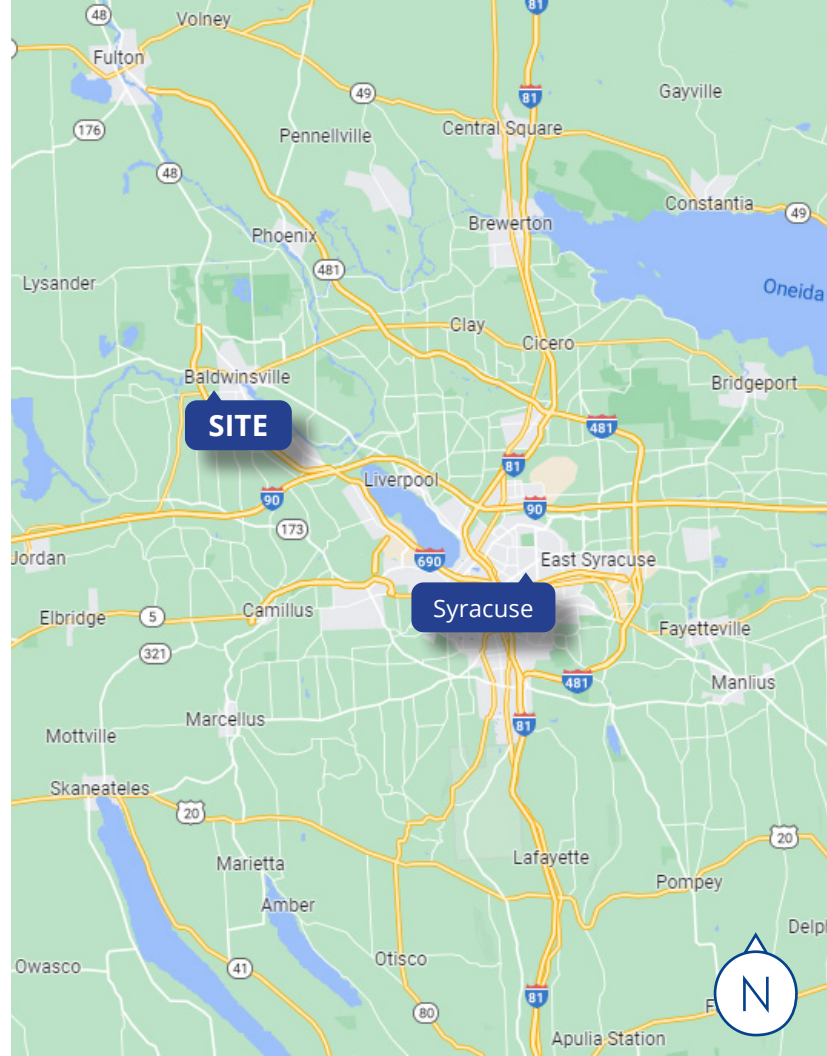 48
Volney
81
Fulton
49
81
Gayville
176
Pennellville
Central Square
48
Constantia
49
Brewerton
Phoenix
481
Lysander
Oneida
Clay
Cicero
Baldwinsville
Bridgeport
SITE
481
81
Liverpool
90
90
173
Jordan
690
East Syracuse
Elbridge
5
Camillus
Syracuse
Fayetteville
321
481
Manlius
Marcellus
81
Mottville
Skaneateles
20
20
Marietta
Lafayette
Pompey
Amber
Delp
Otisco
Owasco
41
N
81
F
80
Apulia Station